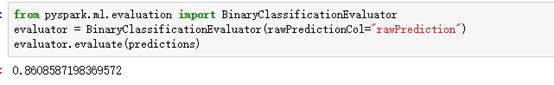 from pyspark.ml.evaluation import BinaryClassificationEvaluator
evaluator = BinaryClassificationEvaluator(rawPredictionCol="rawPrediction")
evaluator.evaluate(predictions)
0.8608587198369572